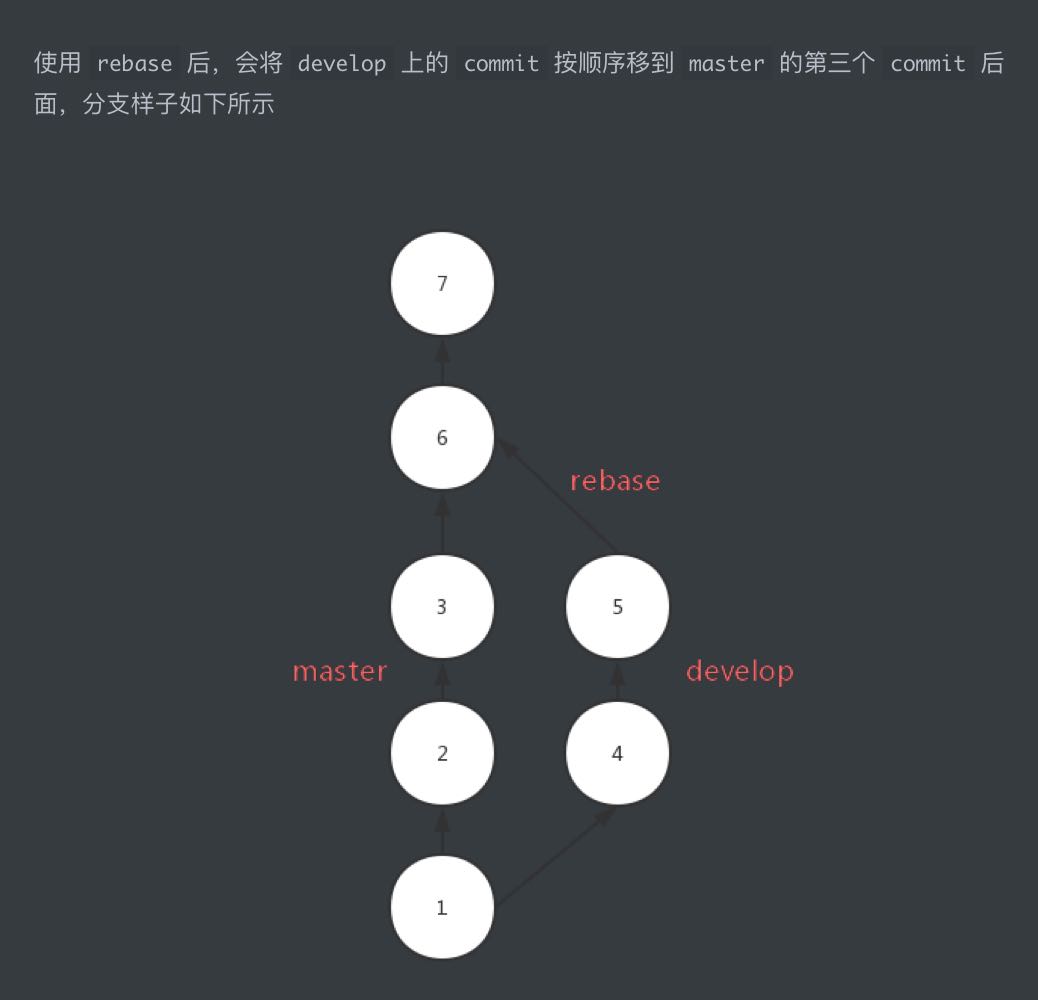 使用 rebase 后，会将 develop 上的 commit 按顺序移到 master 的第三个 commit 后
面，分支样子如下所示
7
6
rebase
3
5
master
develop
2
4
1